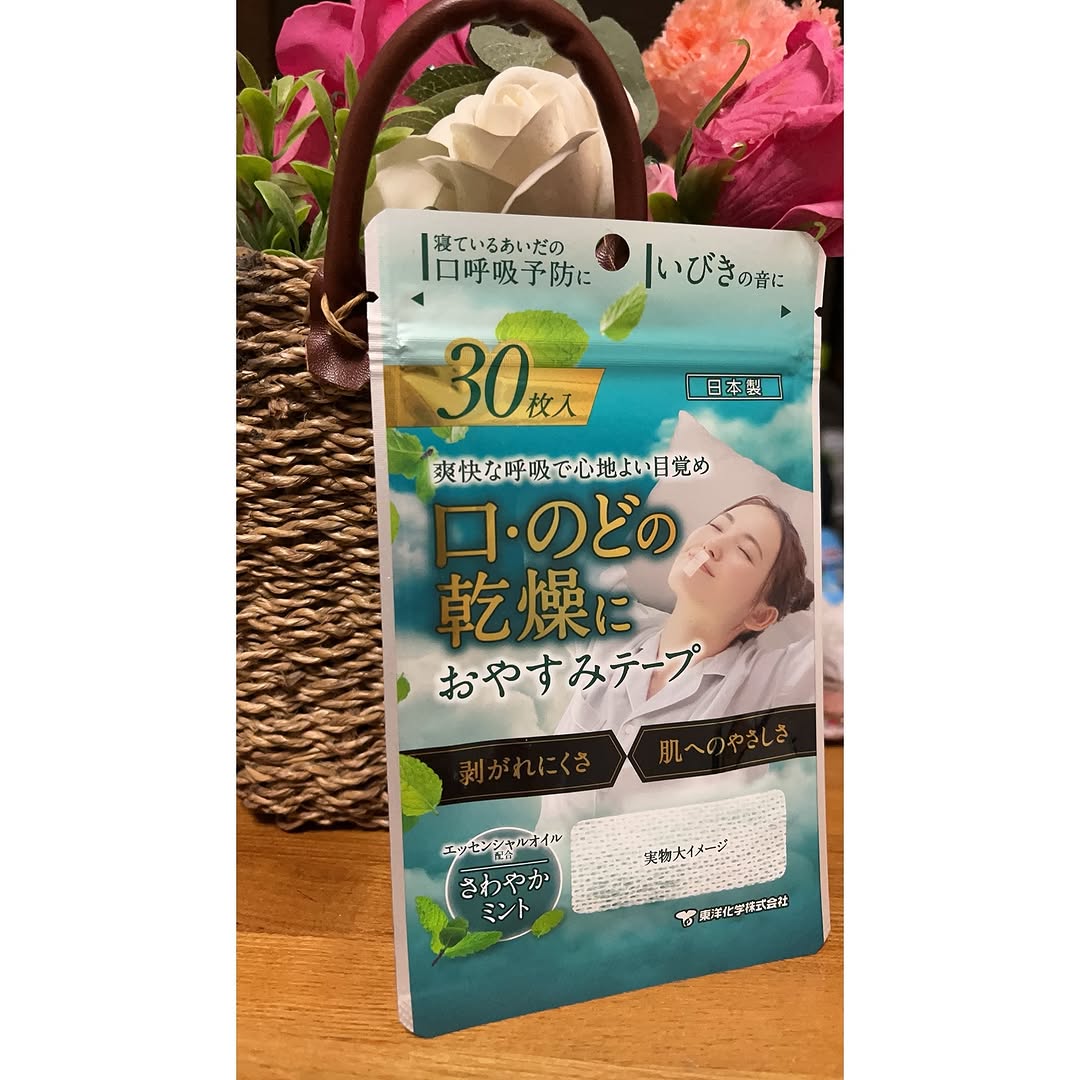 寝ているあいだの
口呼吸予防に
いびきの音に
30枚入
日本製
爽快な呼吸で心地よい目覚め
口・のどの
乾燥に
おやすみテープ
剥がれにくさ
肌へのやさしさ
エッセンシャルオイル
配合
さわやか
ミント
実物大イメージ
東洋化学株式会社